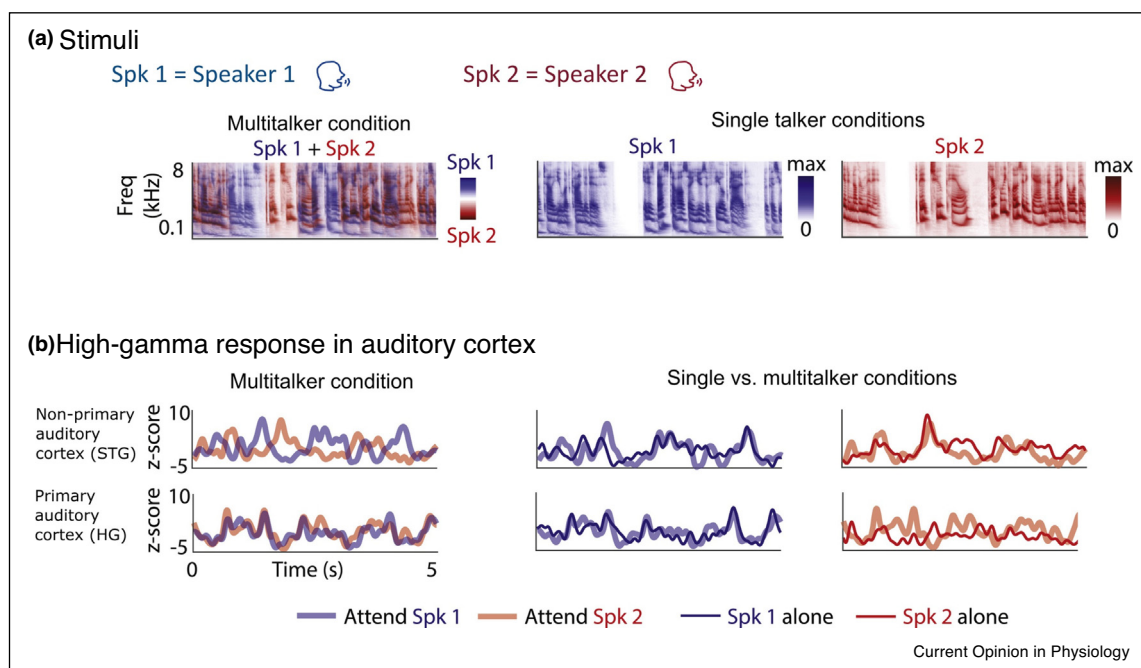 (a) Stimuli
Spk 1 = Speaker 1
Spk 2 = Speaker 2
Multitalker condition
Spk 1 + Spk 2
Single talker conditions
Spk 1
Spk 2
Freq
(kHz)
8
0.1
Spk 1
Spk 2
max
0
max
0
(b) High-gamma response in auditory cortex
Multitalker condition
Single vs. multitalker conditions
Non-primary
auditory
cortex (STG)
z-score
10
-5
Primary
auditory
cortex (HG)
z-score
10
-5
0
Time (s)
5
Attend Spk 1
Attend Spk 2
Spk 1 alone
Spk 2 alone
Current Opinion in Physiology